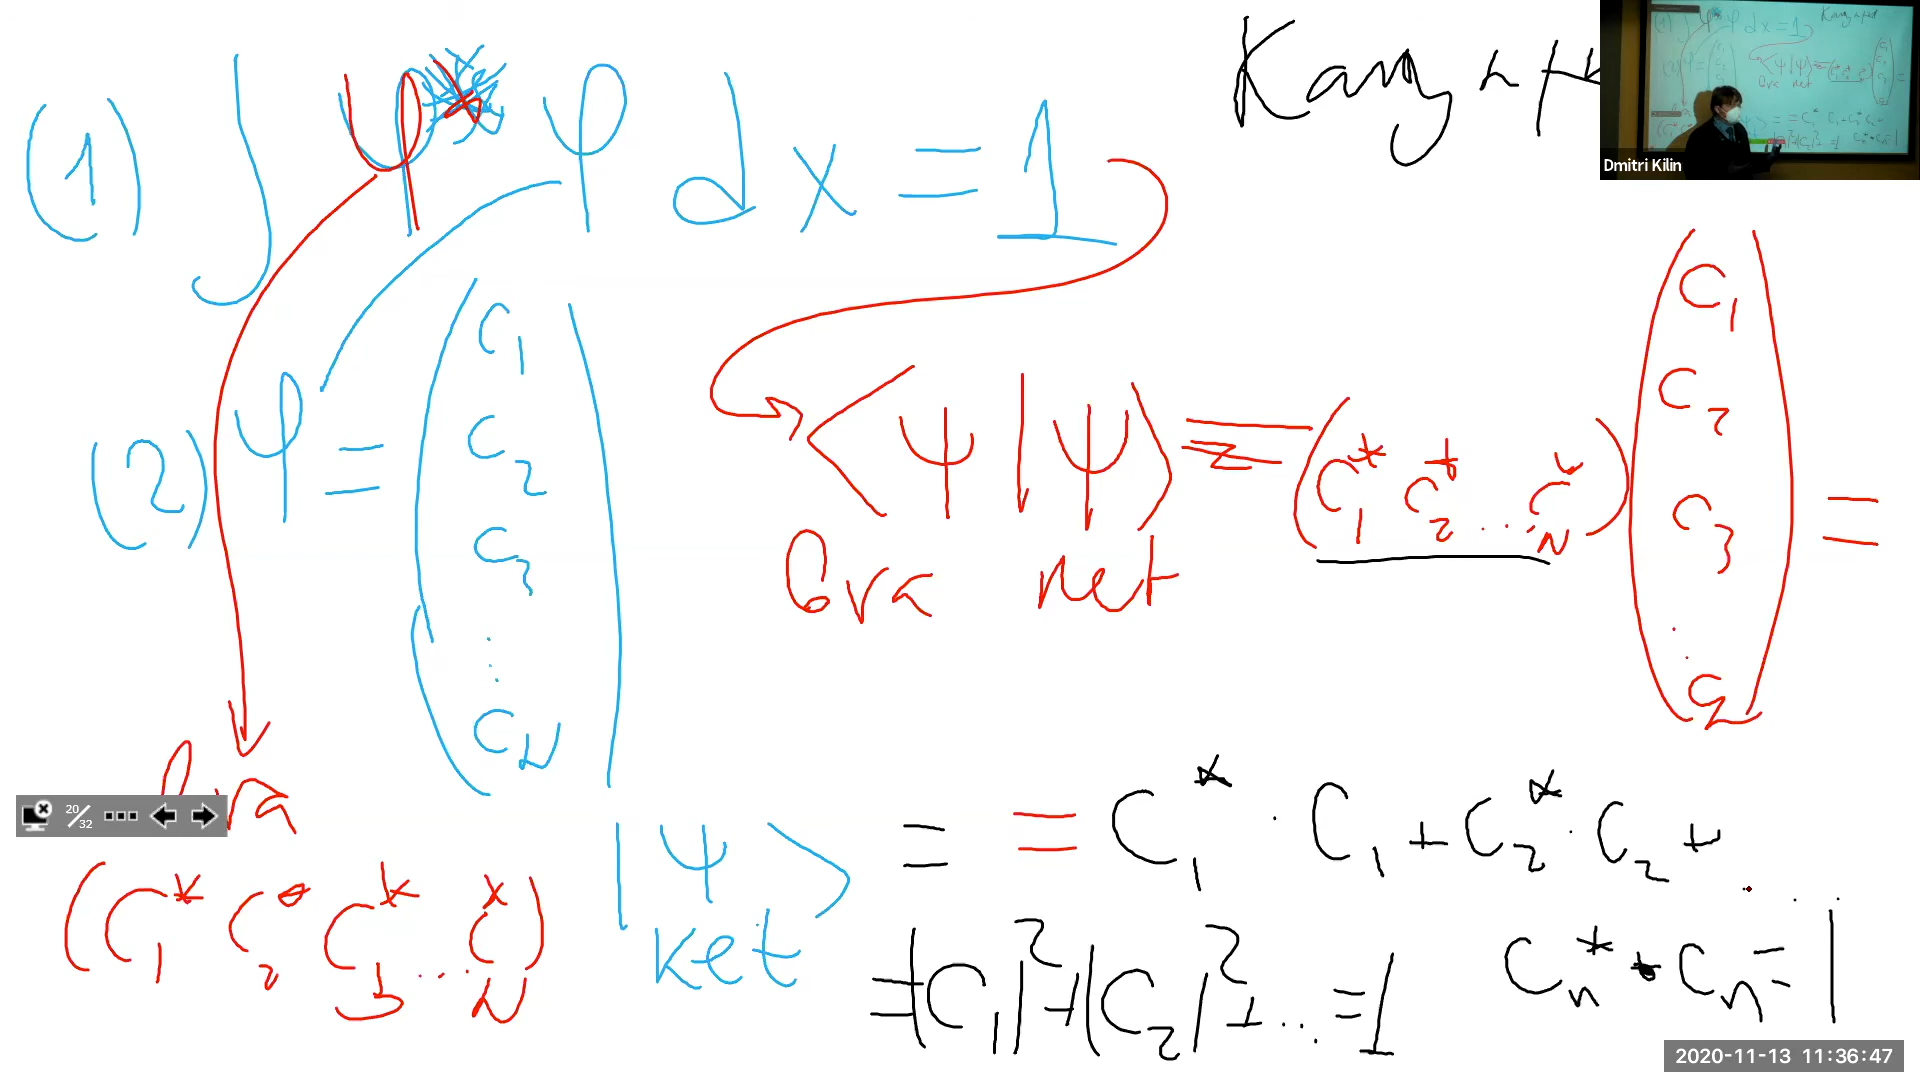 (1) ∫ φ* φ dx = 1
Dmitri Kilin
(2) φ = (C1 C2 C3 ... CN)
<ψ|ψ> = (C1* C2* ... CN*) (C1 C2 C3 . . C2) =
bra ket
bra
20/32
|ψ>
ket
(C1* C2* C3* ... CN*)
= = C1* · C1 + C2* · C2 + ....
Cn* · Cn = 1
= |C1|² + |C2|² + ... = 1
2020-11-13 11:36:47